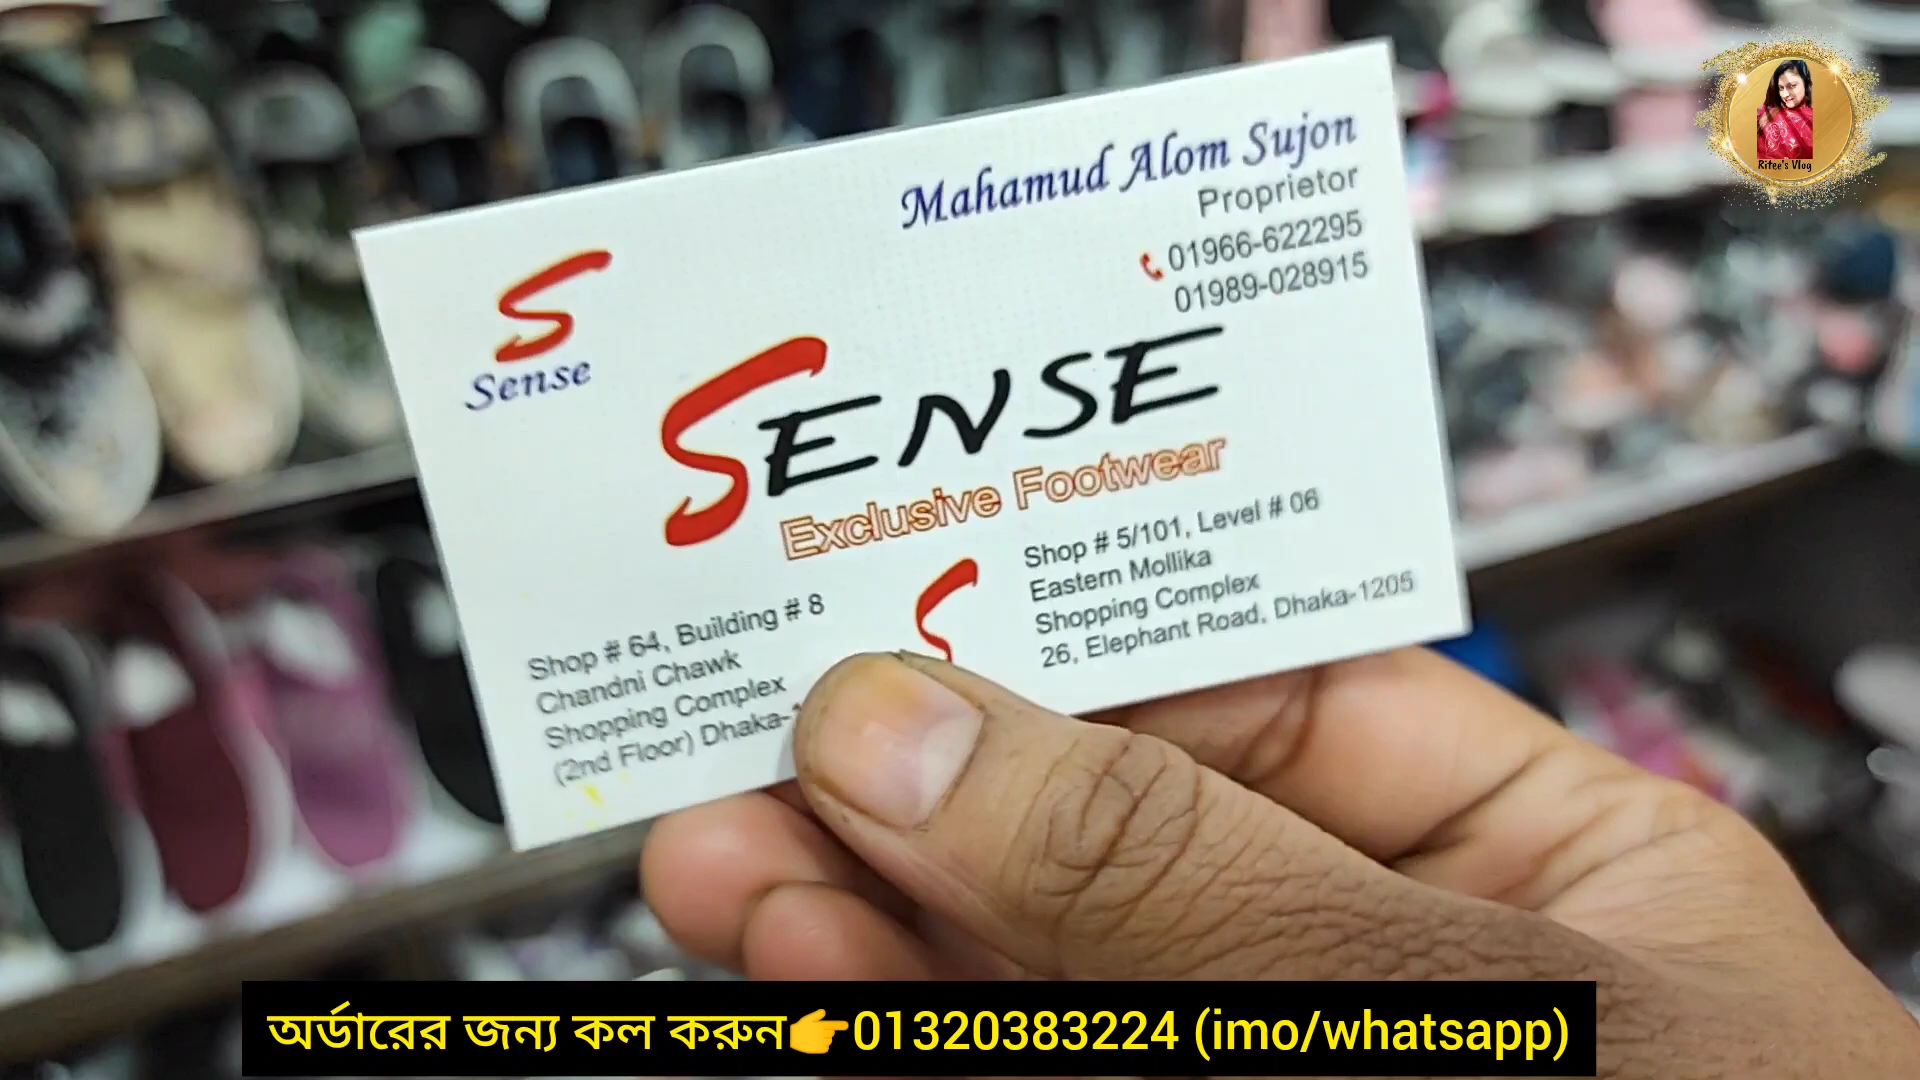 Rifee's Vlog
Mahamud Alom Sujon
Proprietor
01966-622295
01989-028915
Sense
SENSE
Exclusive Footwear
Shop # 64, Building # 8
Chandni Chawk
Shopping Complex
(2nd Floor) Dhaka-
Shop # 5/101, Level # 06
Eastern Mollika
Shopping Complex
26, Elephant Road, Dhaka-1205
অর্ডারের জন্য কল করুন👉01320383224 (imo/whatsapp)